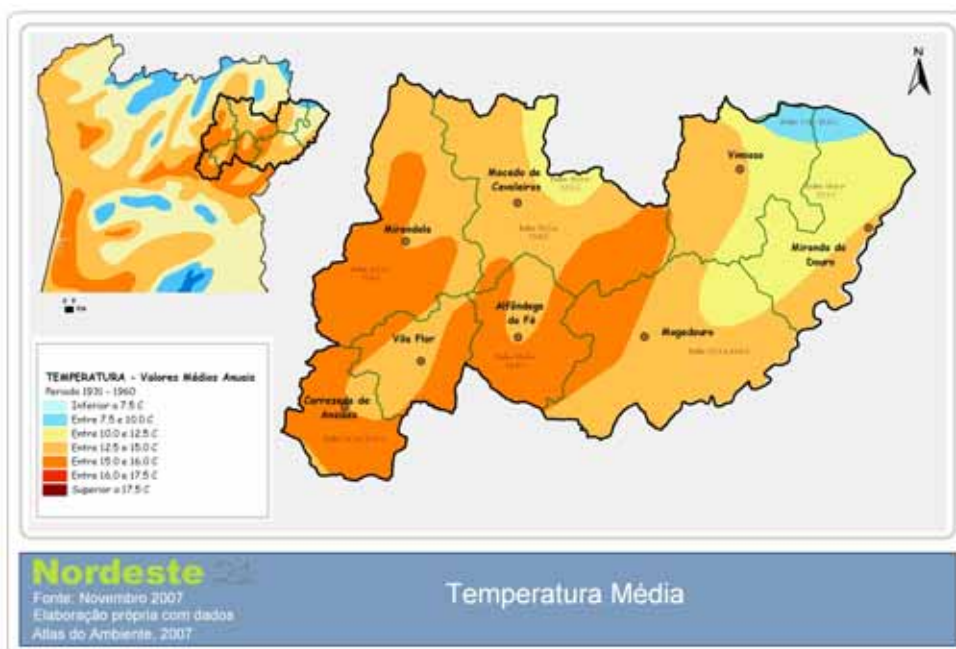 N
Vimioso
Macedo de
Cavaleiros
Mirandela
Miranda do
Douro
Alfândega
da Fé
Mogadouro
Vila Flor
Carrazeda de
Ansiães
TEMPERATURA - Valores Médios Anuais
Período 1931 - 1960
Inferior a 7.5 C
Entre 7.5 e 10.0 C
Entre 10.0 e 12.5 C
Entre 12.5 e 15.0 C
Entre 15.0 e 16.0 C
Entre 16.0 e 17.5 C
Superior a 17.5 C
Nordeste
Fonte: Novembro 2007
Elaboração própria com dados
Atlas do Ambiente, 2007
Temperatura Média